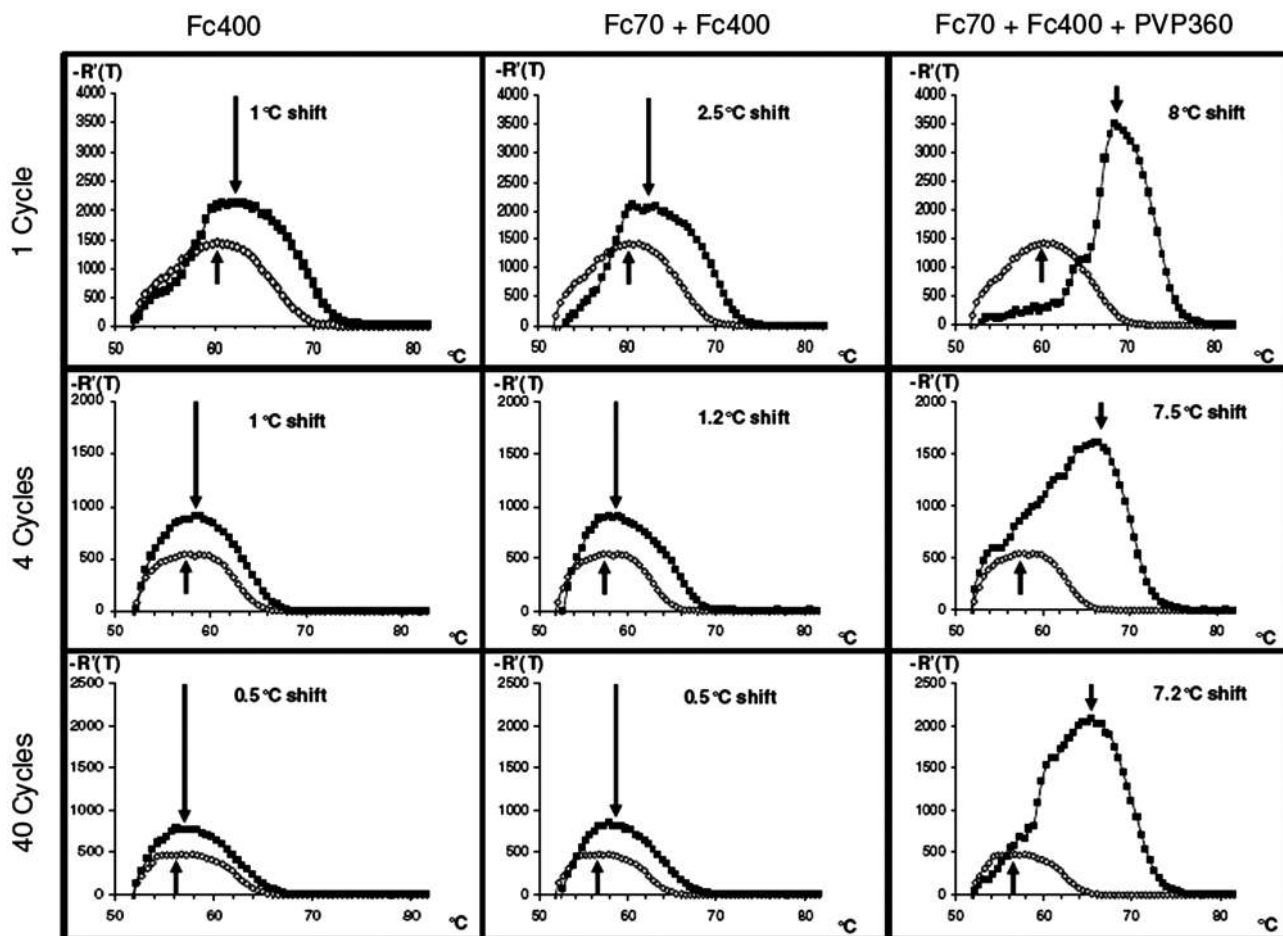 Fc400
Fc70 + Fc400
Fc70 + Fc400 + PVP360
1 Cycle
-R'(T)
4000
3500
3000
2500
2000
1500
1000
500
0
50 60 70 80
°C
1°C shift
-R'(T)
4000
3500
3000
2500
2000
1500
1000
500
0
50 60 70 80
°C
2.5°C shift
-R'(T)
4000
3500
3000
2500
2000
1500
1000
500
0
50 60 70 80
°C
8°C shift
4 Cycles
-R'(T)
2000
1500
1000
500
0
50 60 70 80
°C
1°C shift
-R'(T)
2000
1500
1000
500
0
50 60 70 80
°C
1.2°C shift
-R'(T)
2000
1500
1000
500
0
50 60 70 80
°C
7.5°C shift
40 Cycles
-R'(T)
2500
2000
1500
1000
500
0
50 60 70 80
°C
0.5°C shift
-R'(T)
2500
2000
1500
1000
500
0
50 60 70 80
°C
0.5°C shift
-R'(T)
2500
2000
1500
1000
500
0
50 60 70 80
°C
7.2°C shift